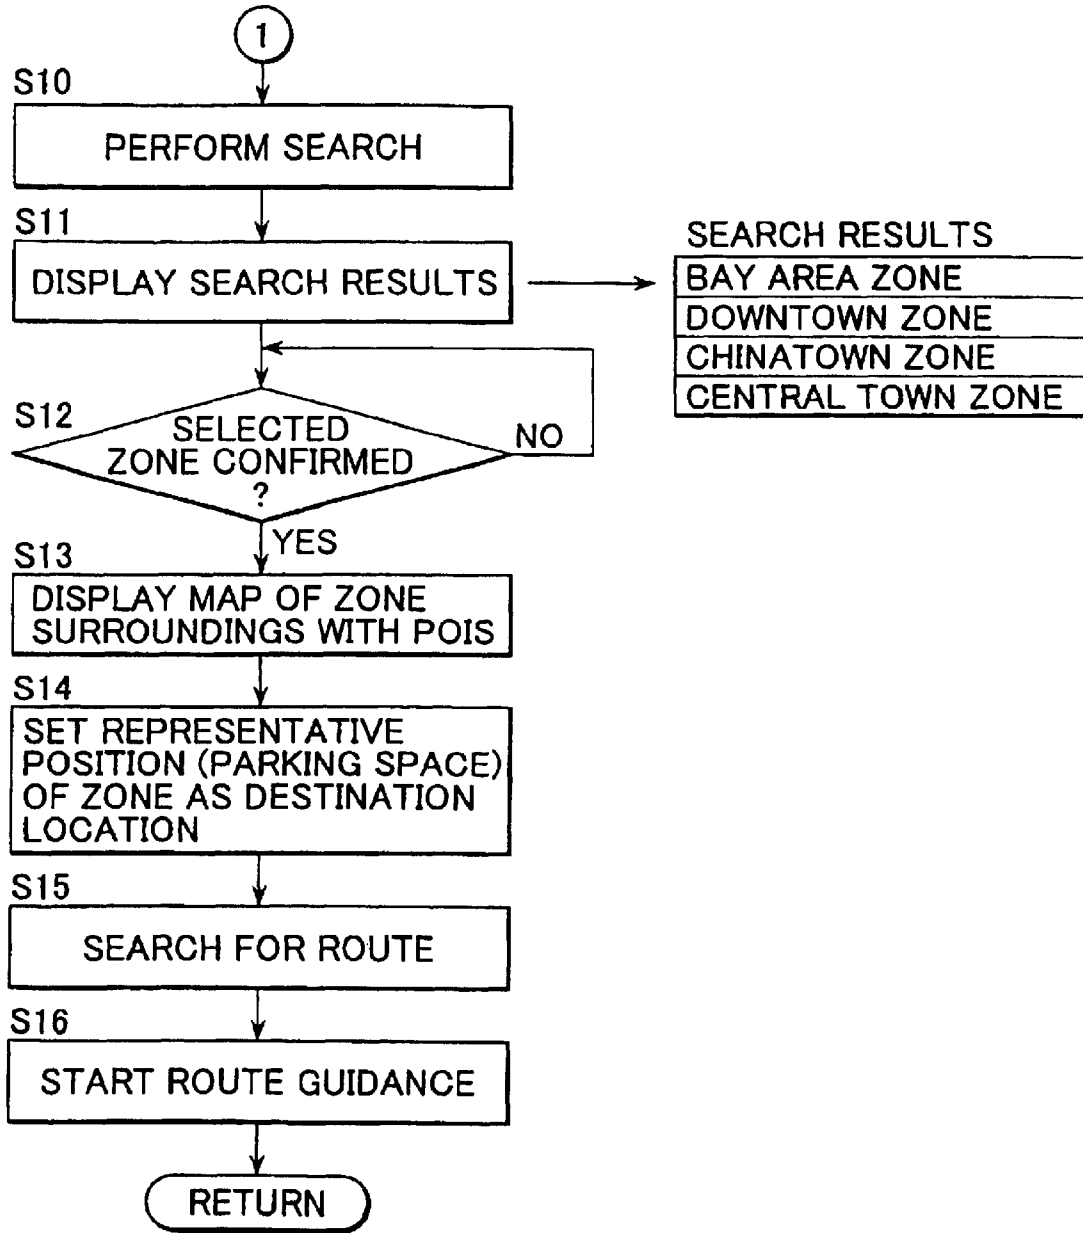 1
S10
PERFORM SEARCH
S11
DISPLAY SEARCH RESULTS
SEARCH RESULTS
BAY AREA ZONE
DOWNTOWN ZONE
CHINATOWN ZONE
CENTRAL TOWN ZONE
S12
SELECTED
ZONE CONFIRMED
?
NO
YES
S13
DISPLAY MAP OF ZONE
SURROUNDINGS WITH POIS
S14
SET REPRESENTATIVE
POSITION (PARKING SPACE)
OF ZONE AS DESTINATION
LOCATION
S15
SEARCH FOR ROUTE
S16
START ROUTE GUIDANCE
RETURN